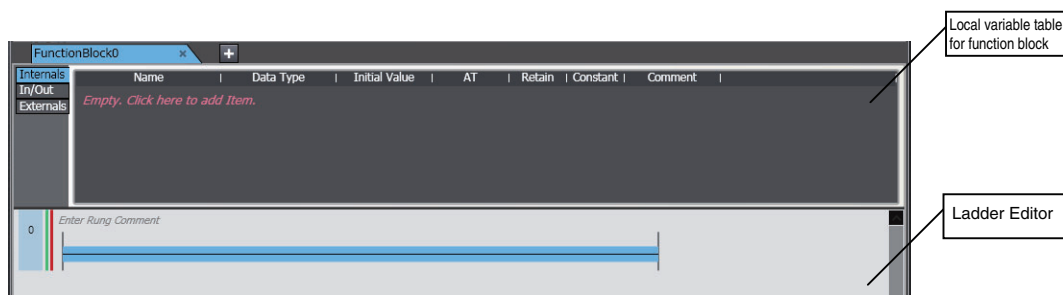 Local variable table
for function block
FunctionBlock0 × +
Internals
In/Out
Externals
Name | Data Type | Initial Value | AT | Retain | Constant | Comment |
Empty. Click here to add Item.
0
Enter Rung Comment
Ladder Editor